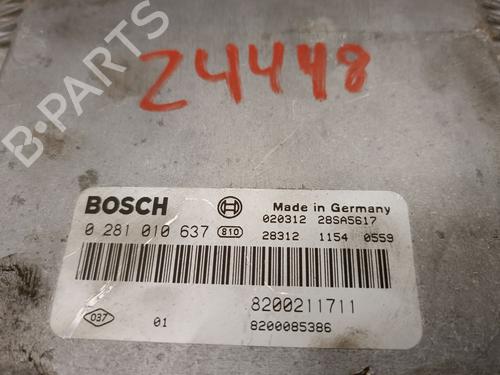 B-PARTS
Z4448
BOSCH
Made in Germany
020312 28SA5617
0 281 010 637 810
28312 1154 0559
8200211711
037
01
8200085386